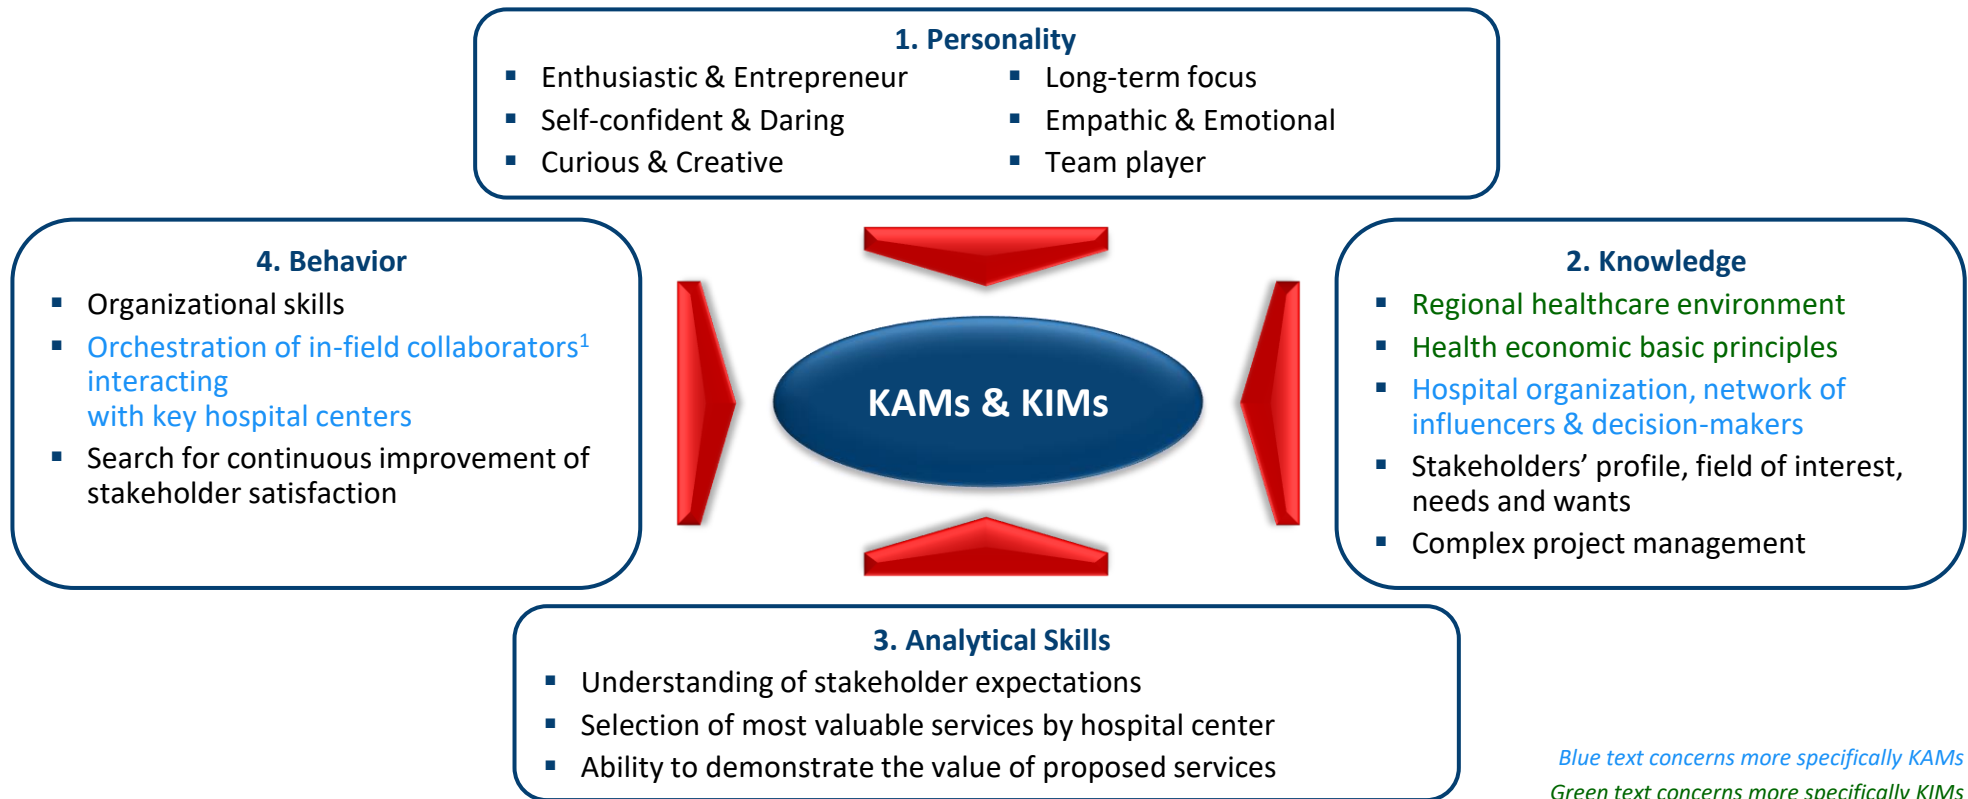 1. Personality
▪ Enthusiastic & Entrepreneur
▪ Self-confident & Daring
▪ Curious & Creative
▪ Long-term focus
▪ Empathic & Emotional
▪ Team player
4. Behavior
▪ Organizational skills
▪ Orchestration of in-field collaborators¹
interacting
with key hospital centers
▪ Search for continuous improvement of
stakeholder satisfaction
KAMs & KIMs
2. Knowledge
▪ Regional healthcare environment
▪ Health economic basic principles
▪ Hospital organization, network of
influencers & decision-makers
▪ Stakeholders’ profile, field of interest,
needs and wants
▪ Complex project management
3. Analytical Skills
▪ Understanding of stakeholder expectations
▪ Selection of most valuable services by hospital center
▪ Ability to demonstrate the value of proposed services
Blue text concerns more specifically KAMs
Green text concerns more specifically KIMs